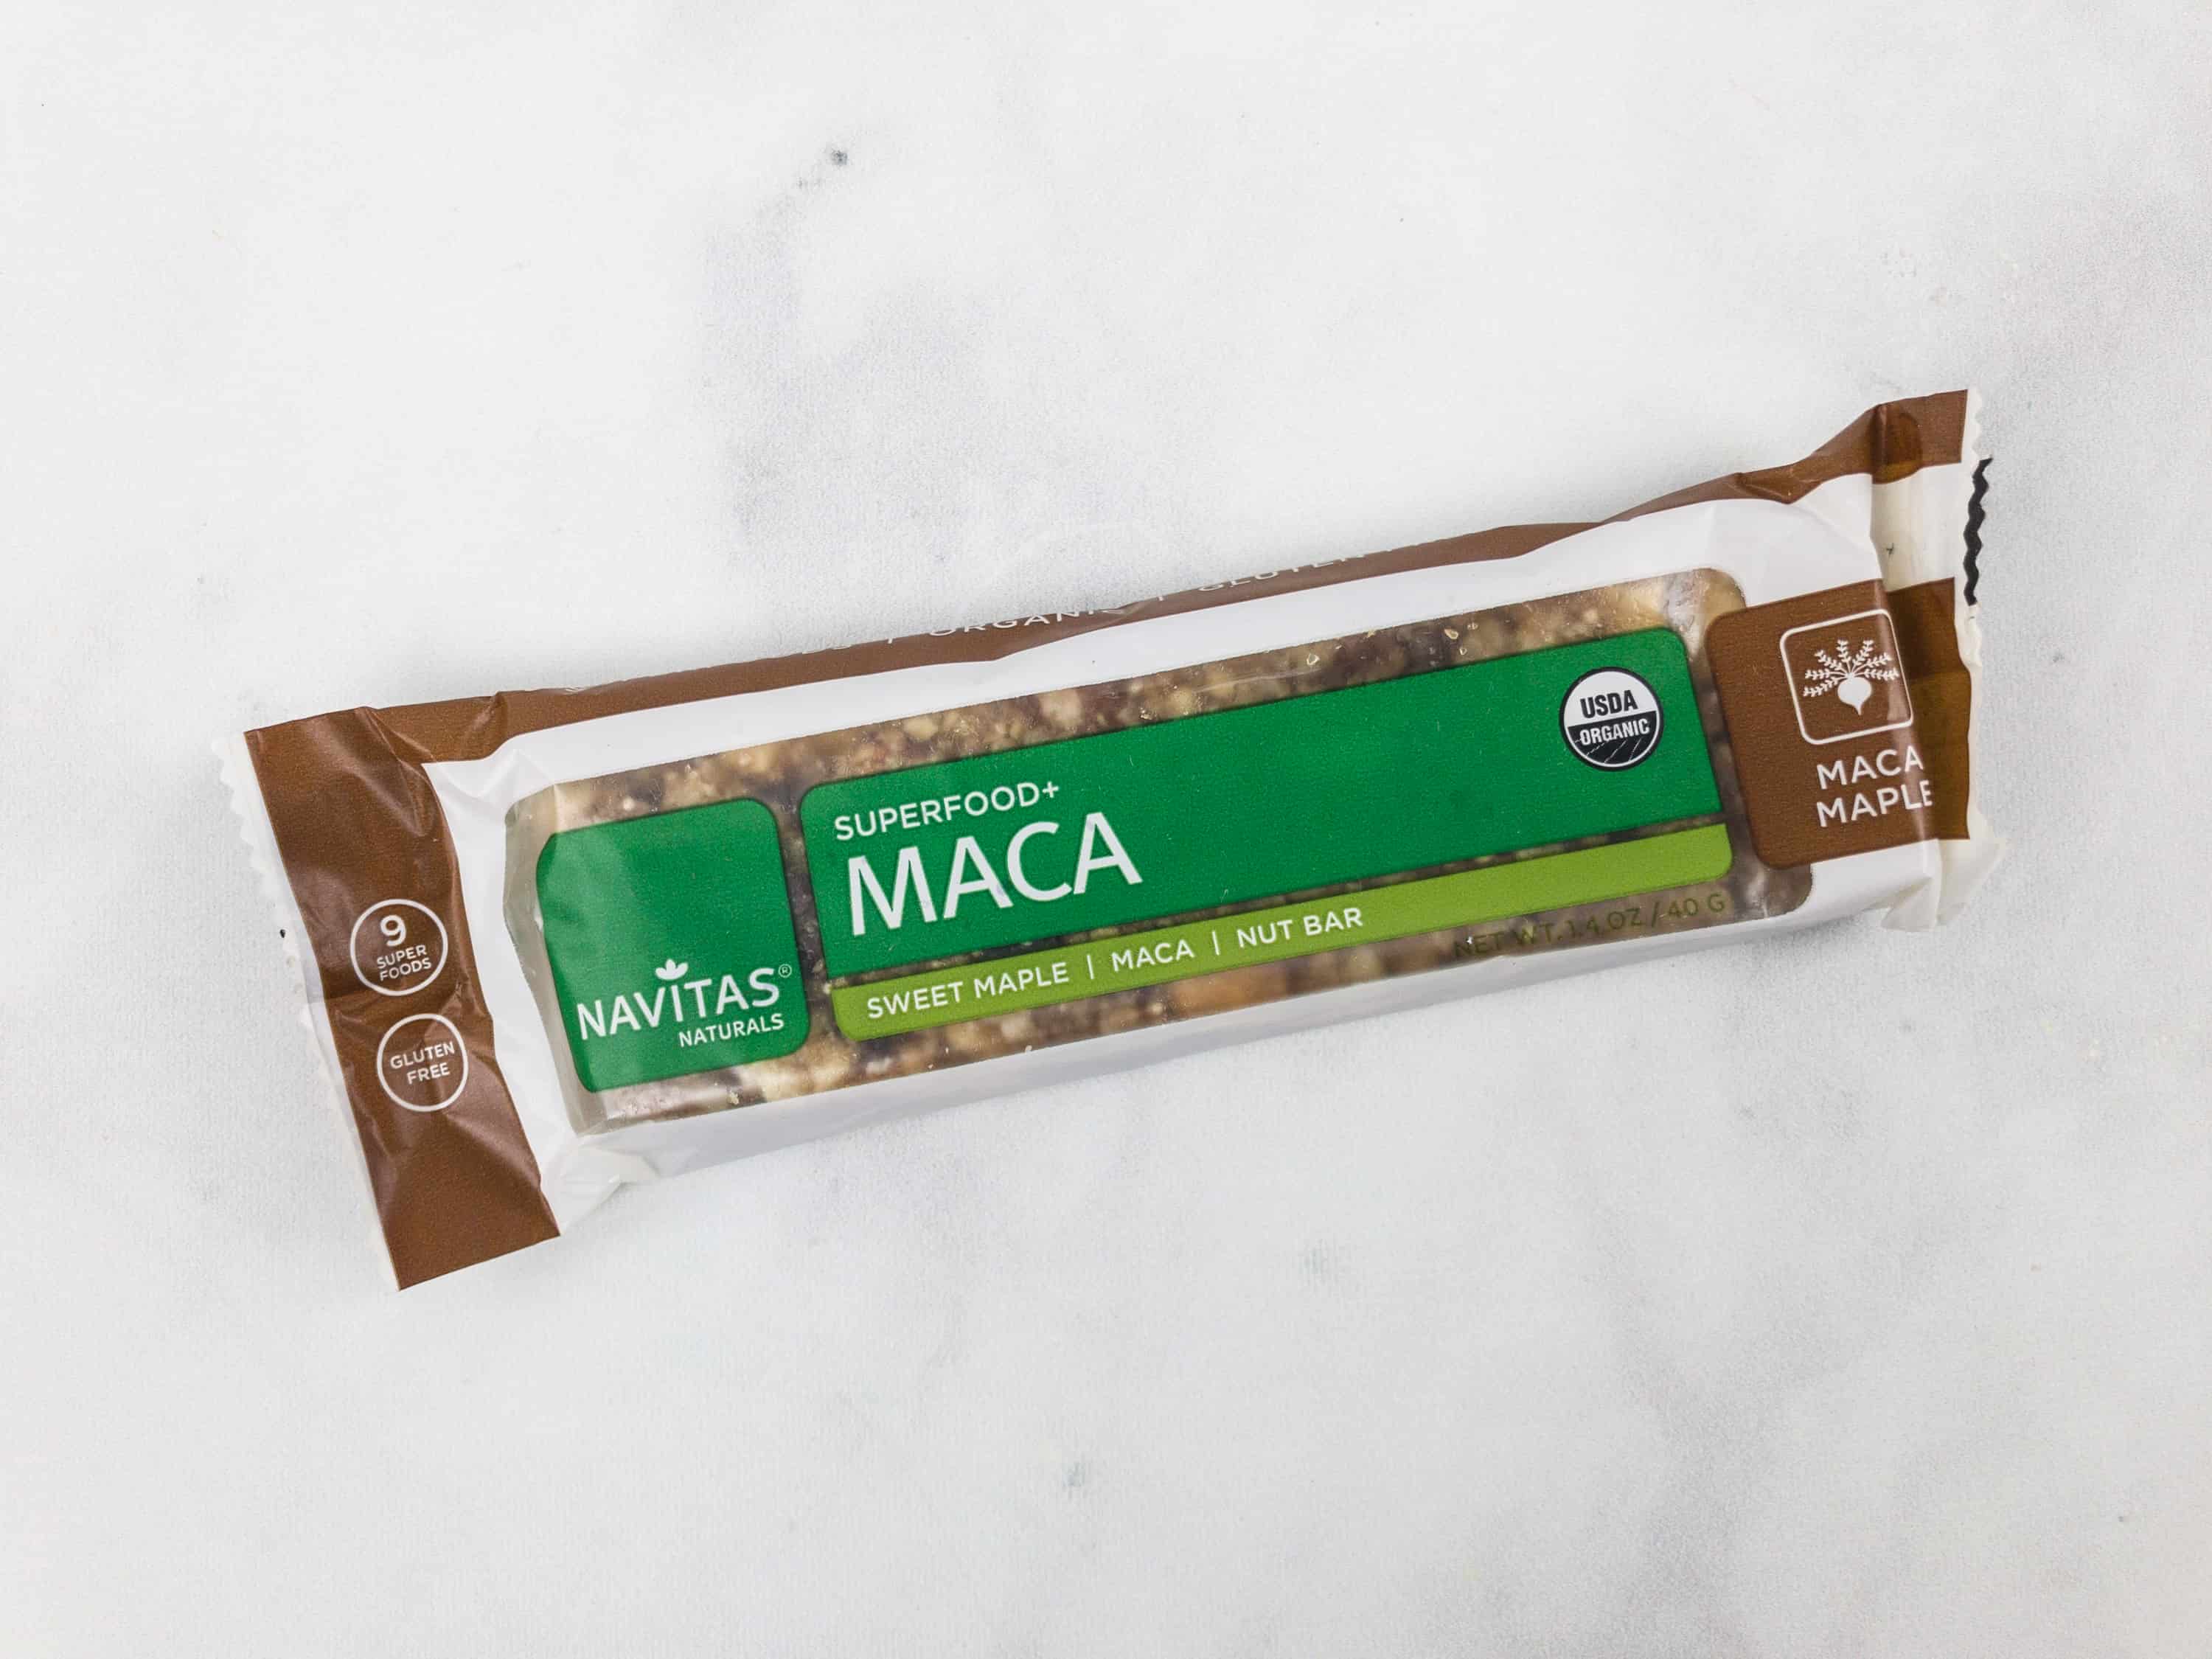 ORGANIC / GLUTEN
9
SUPER
FOODS
GLUTEN
FREE
NAVITAS®
NATURALS
SUPERFOOD+
MACA
SWEET MAPLE | MACA | NUT BAR
NET WT. 1.4 OZ / 40 G
USDA
ORGANIC
MACA
MAPLE